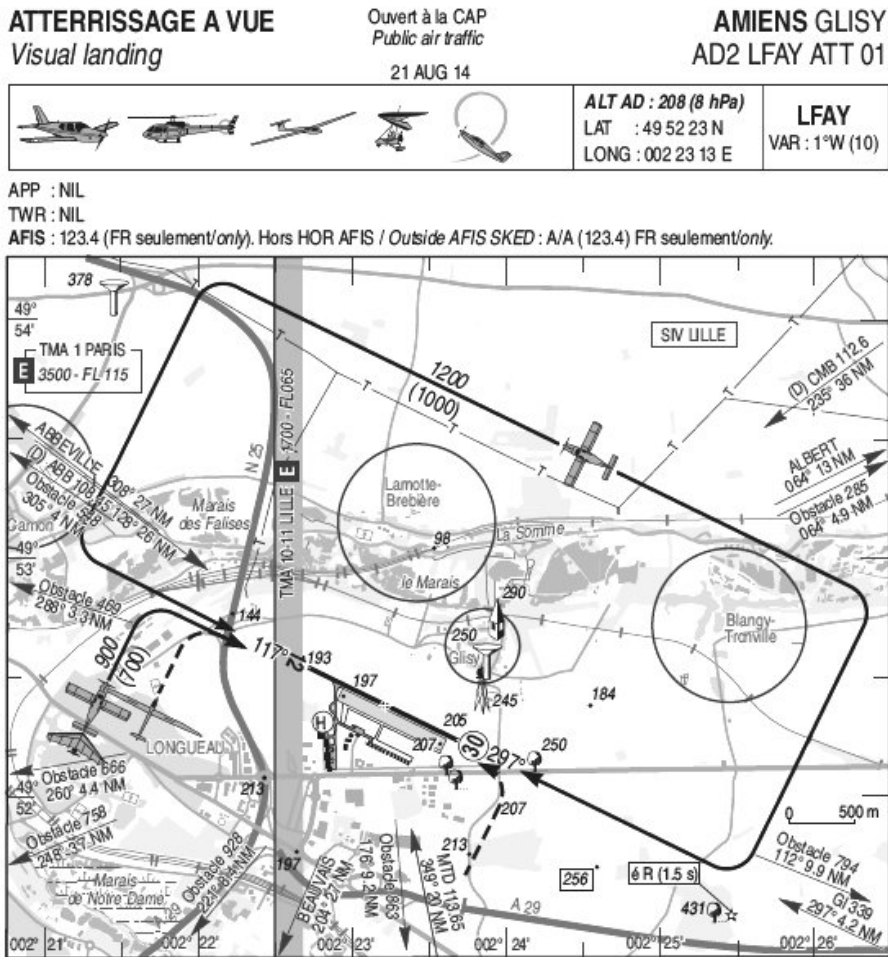 ATTERRISSAGE A VUE
Visual landing
Ouvert à la CAP
Public air traffic
21 AUG 14
AMIENS GLISY
AD2 LFAY ATT 01
ALT AD : 208 (8 hPa)
LAT : 49 52 23 N
LONG : 002 23 13 E
LFAY
VAR : 1°W (10)
APP : NIL
TWR : NIL
AFIS : 123.4 (FR seulement/only). Hors HOR AFIS / Outside AFIS SKED : A/A (123.4) FR seulement/only.
378
49°
54'
TMA 1 PARIS
E 3500 - FL 115
N 25
TMA 10-11 LILLE E 1700 - FL065
1200
(1000)
SIV LILLE
(D) CMB 112.6
235° 36 NM
ALBERT
064° 13 NM
Obstacle 285
064° 4.9 NM
ABBEVILLE 308° 27 NM
(D) ABB 108.45 128° 26 NM
305° 4 NM
Marais
des Falises
Lamotte-
Brebière
98
La Somme
le Marais
49°
53'
Obstacle 469
288° 3.3 NM
144
290
250
Glisy
245
Blangy-
Tronville
900
(700)
117°
193
197
184
205
207
H
30
297°
250
LONGUEAU
Obstacle 666
260° 4.4 NM
213
49°
52'
Obstacle 758
248° 3.7 NM
207
213
0 500 m
Obstacle 928
221° 8.4 NM
197
BEAUVAIS
204° 27 NM
Obstacle 863
176° 9.2 NM
MTD 113.65
349° 20 NM
256
é R (1.5 s)
431
Obstacle 794
112° 9.9 NM
GI 339
297° 4.2 NM
Marais
de Notre Dame
A 29
A 29
002° 21' 002° 22' 002° 23' 002° 24' 002° 25' 002° 26'